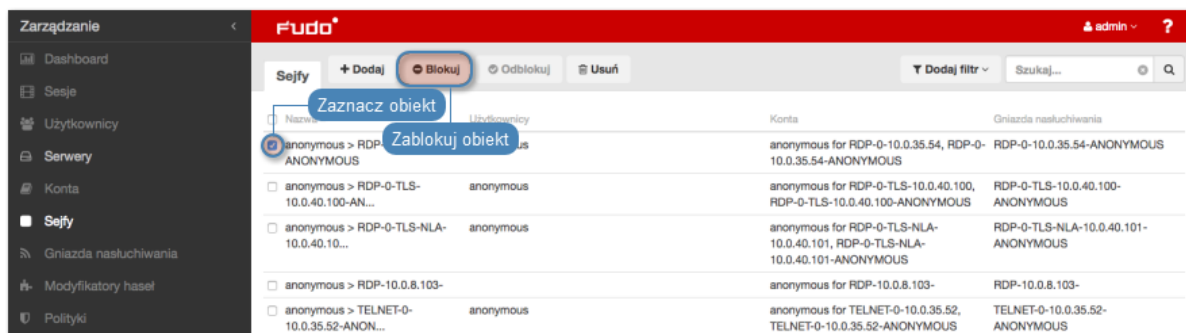 Zarządzanie
Fudo
admin
?
Dashboard
Sesje
Użytkownicy
Serwery
Konta
Sejfy
Gniazda nasłuchiwania
Modyfikatory haseł
Polityki
Sejfy
+ Dodaj
Blokuj
Odblokuj
Usuń
Dodaj filtr
Szukaj...
Zaznacz obiekt
Zablokuj obiekt
Nazwa
Użytkownicy
Konta
Gniazda nasłuchiwania
anonymous > RDP-
ANONYMOUS
anonymous for RDP-0-10.0.35.54, RDP-0-
10.0.35.54-ANONYMOUS
RDP-0-10.0.35.54-ANONYMOUS
anonymous > RDP-0-TLS-
10.0.40.100-AN...
anonymous
anonymous for RDP-0-TLS-10.0.40.100,
RDP-0-TLS-10.0.40.100-ANONYMOUS
RDP-0-TLS-10.0.40.100-
ANONYMOUS
anonymous > RDP-0-TLS-NLA-
10.0.40.10...
anonymous
anonymous for RDP-0-TLS-NLA-
10.0.40.101, RDP-0-TLS-NLA-
10.0.40.101-ANONYMOUS
RDP-0-TLS-NLA-10.0.40.101-
ANONYMOUS
anonymous > RDP-10.0.8.103-
anonymous for RDP-10.0.8.103-
RDP-10.0.8.103-
anonymous > TELNET-0-
10.0.35.52-ANON...
anonymous
anonymous for TELNET-0-10.0.35.52,
TELNET-0-10.0.35.52-ANONYMOUS
TELNET-0-10.0.35.52-
ANONYMOUS